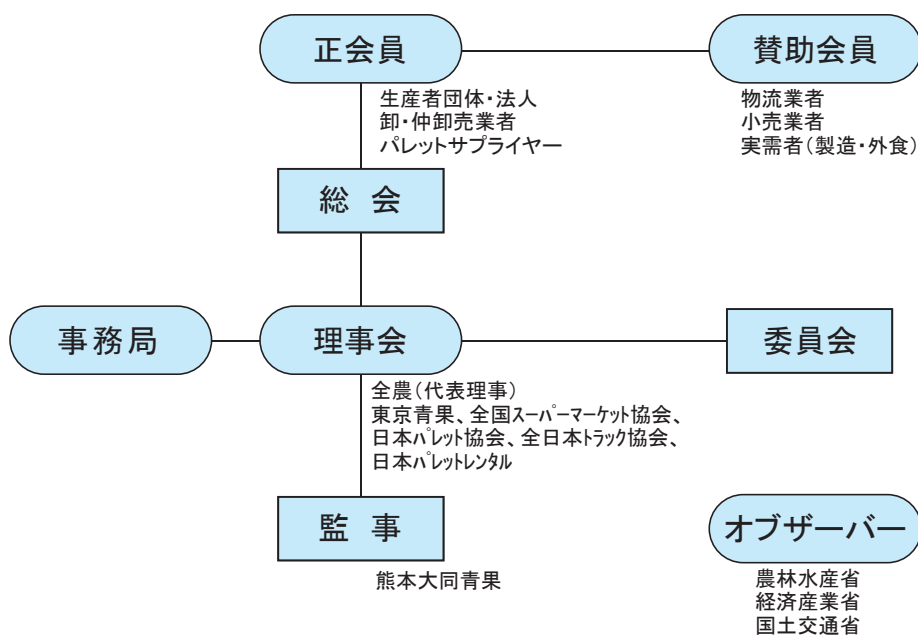 正会員
賛助会員
生産者団体・法人
卸・仲卸売業者
パレットサプライヤー
物流業者
小売業者
実需者（製造・外食）
総 会
事務局
理事会
委員会
全農（代表理事）
東京青果、全国スーパーマーケット協会、
日本パレット協会、全日本トラック協会、
日本パレットレンタル
監 事
熊本大同青果
オブザーバー
農林水産省
経済産業省
国土交通省